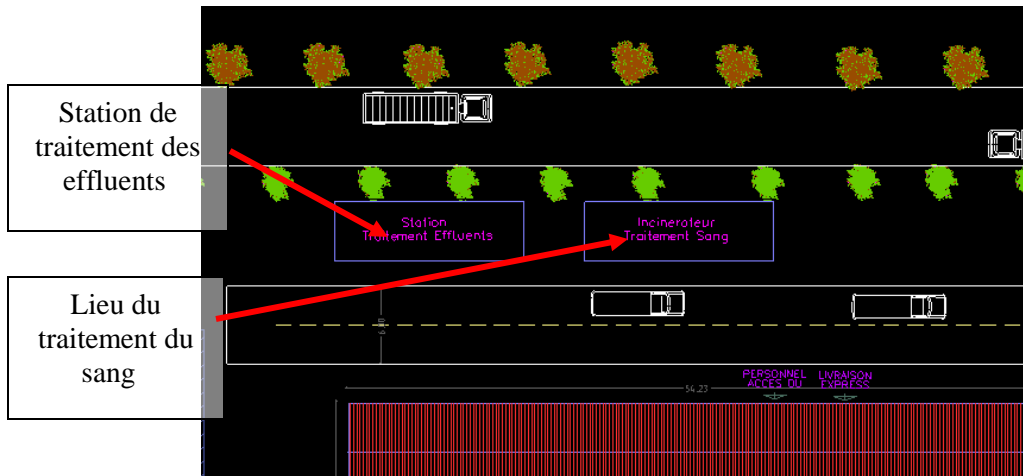 Station de
traitement des
effluents
Station
Traitement Effluents
Incinerateur
Traitement Sang
Lieu du
traitement du
sang
PERSONNEL
ACCES DU
LIVRAISON
EXPRESS
54.23